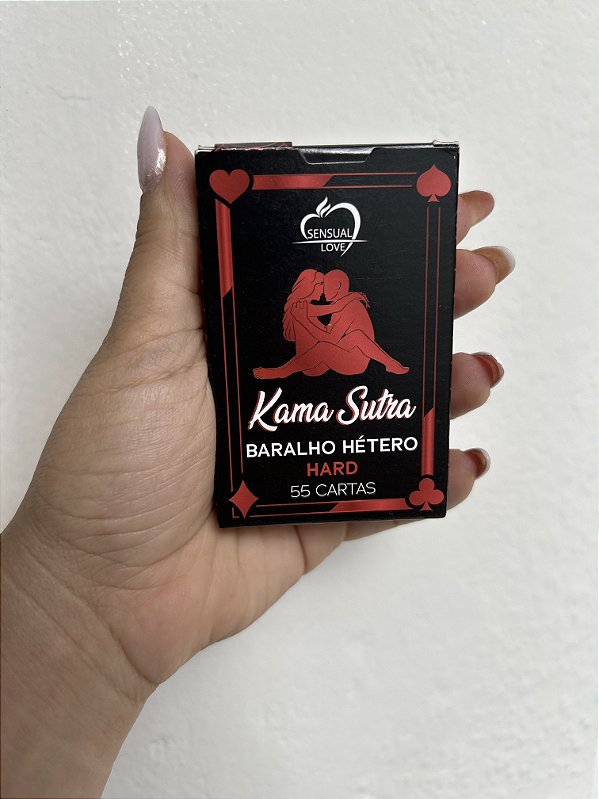 SENSUAL
LOVE
Kama Sutra
BARALHO HÉTERO
HARD
55 CARTAS